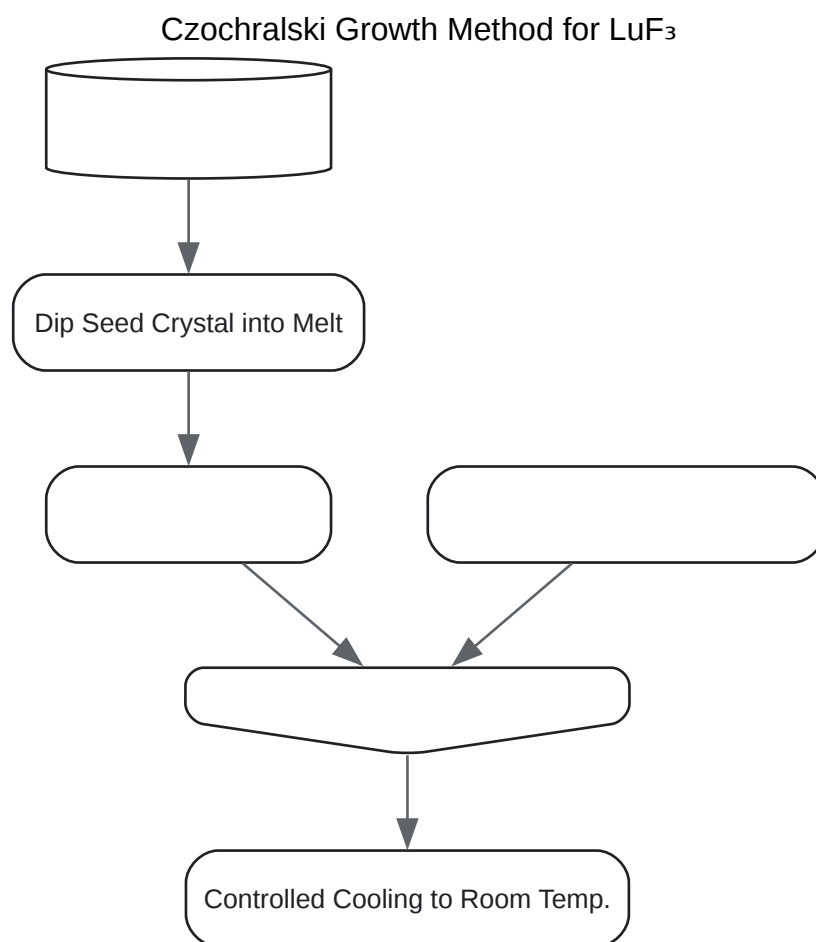 Czochralski Growth Method for LuF₃
Dip Seed Crystal into Melt
Controlled Cooling to Room Temp.